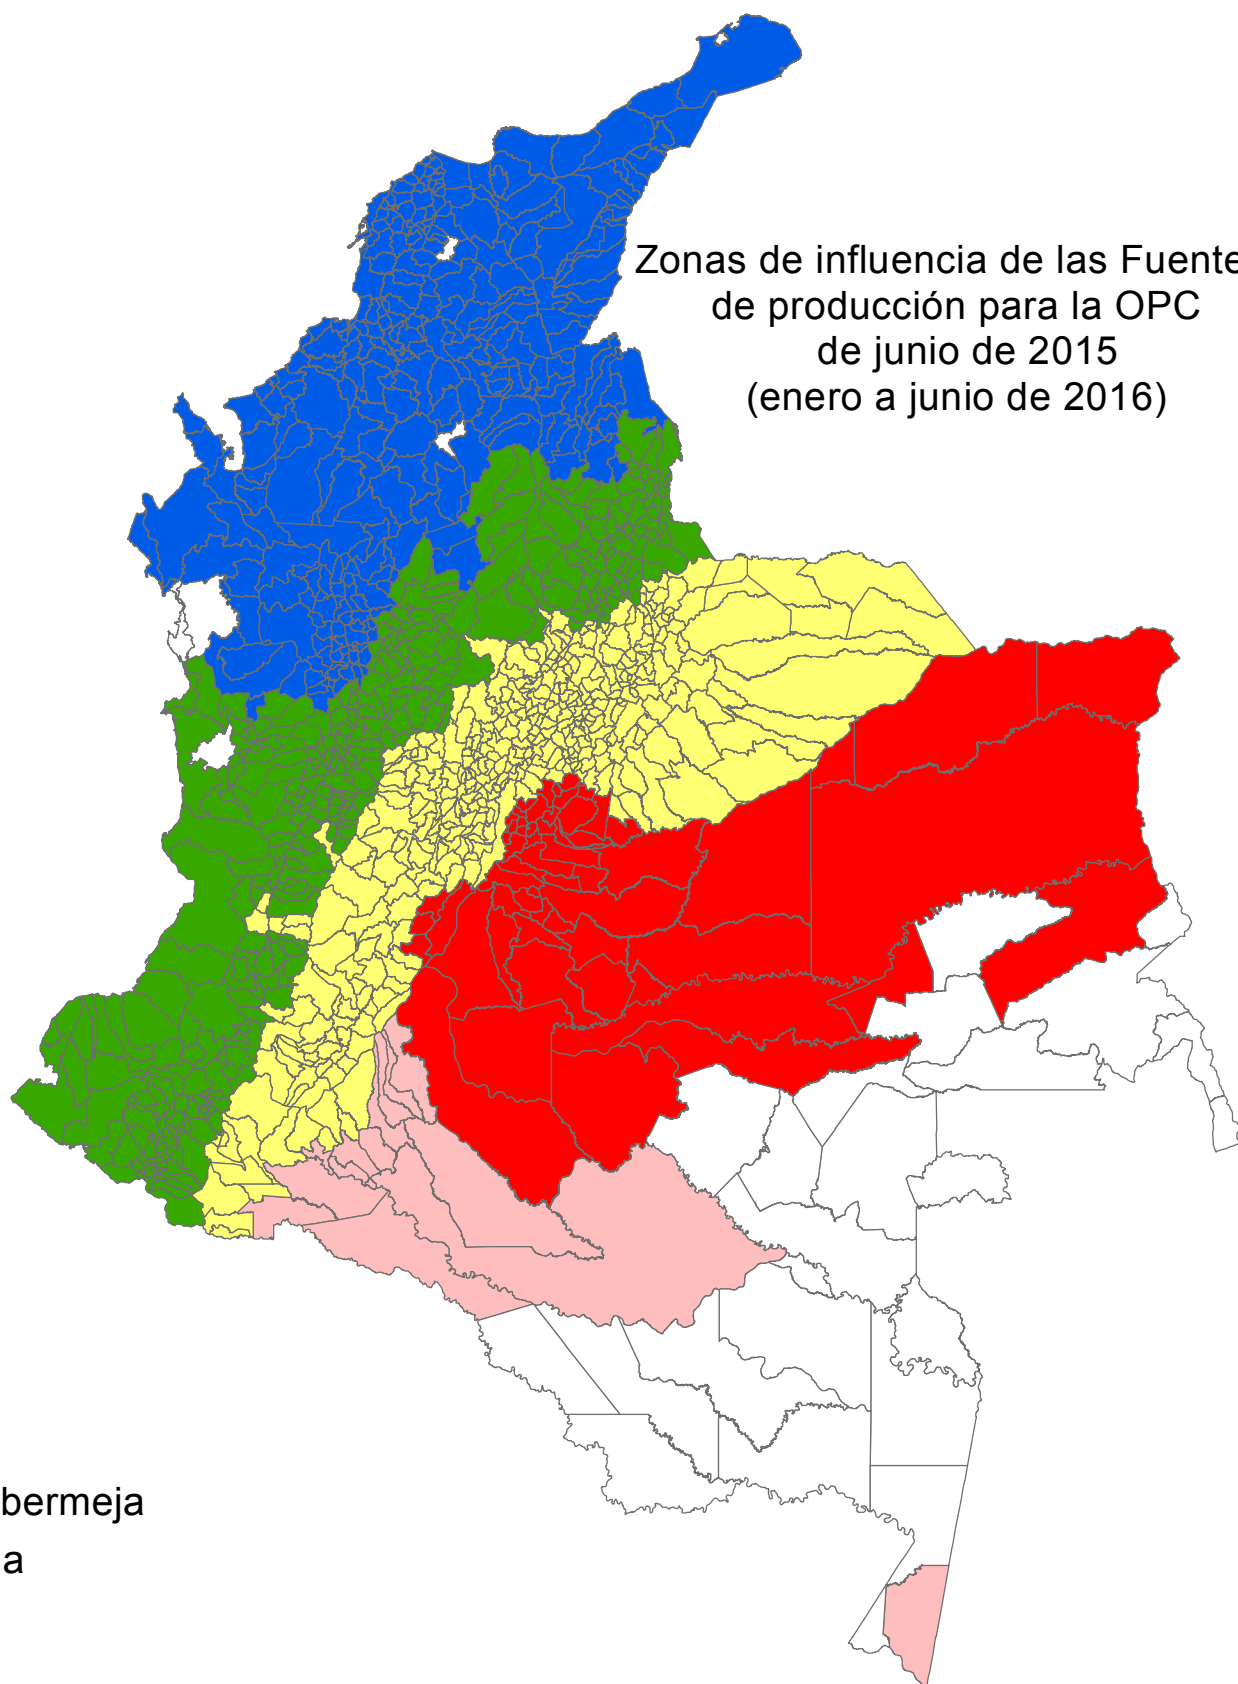 Zonas de influencia de las Fuente
de producción para la OPC
de junio de 2015
(enero a junio de 2016)
bermeja
a